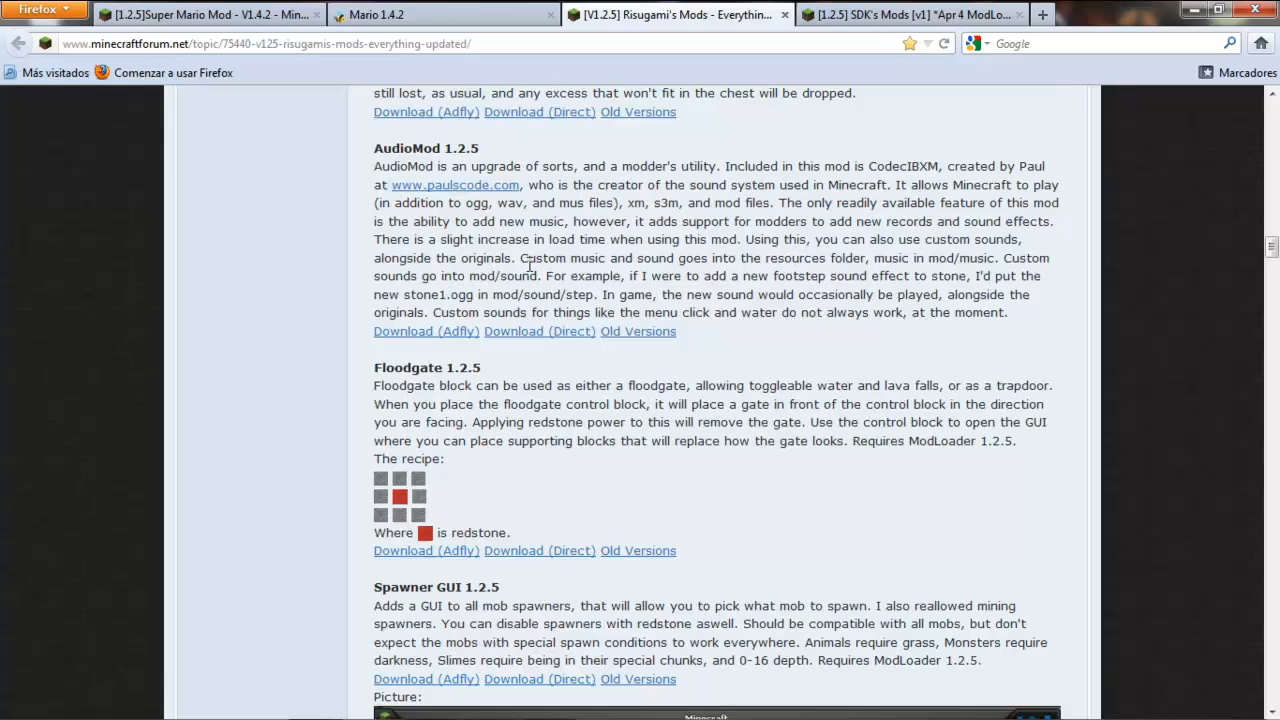 Firefox
[1.2.5]Super Mario Mod - V1.4.2 - Min...
Mario 1.4.2
[V1.2.5] Risugami's Mods - Everythin...
[1.2.5] SDK's Mods [v1] *Apr 4 ModLo...
www.minecraftforum.net/topic/75440-v125-risugamis-mods-everything-updated/
Google
Más visitados
Comenzar a usar Firefox
Marcadores
still lost, as usual, and any excess that won't fit in the chest will be dropped.
Download (Adfly) Download (Direct) Old Versions
AudioMod 1.2.5
AudioMod is an upgrade of sorts, and a modder's utility. Included in this mod is CodecIBXM, created by Paul
at www.paulscode.com, who is the creator of the sound system used in Minecraft. It allows Minecraft to play
(in addition to ogg, wav, and mus files), xm, s3m, and mod files. The only readily available feature of this mod
is the ability to add new music, however, it adds support for modders to add new records and sound effects.
There is a slight increase in load time when using this mod. Using this, you can also use custom sounds,
alongside the originals. Custom music and sound goes into the resources folder, music in mod/music. Custom
sounds go into mod/sound. For example, if I were to add a new footstep sound effect to stone, I'd put the
new stone1.ogg in mod/sound/step. In game, the new sound would occasionally be played, alongside the
originals. Custom sounds for things like the menu click and water do not always work, at the moment.
Download (Adfly) Download (Direct) Old Versions
Floodgate 1.2.5
Floodgate block can be used as either a floodgate, allowing toggleable water and lava falls, or as a trapdoor.
When you place the floodgate control block, it will place a gate in front of the control block in the direction
you are facing. Applying redstone power to this will remove the gate. Use the control block to open the GUI
where you can place supporting blocks that will replace how the gate looks. Requires ModLoader 1.2.5.
The recipe:
Where is redstone.
Download (Adfly) Download (Direct) Old Versions
Spawner GUI 1.2.5
Adds a GUI to all mob spawners, that will allow you to pick what mob to spawn. I also reallowed mining
spawners. You can disable spawners with redstone aswell. Should be compatible with all mobs, but don't
expect the mobs with special spawn conditions to work everywhere. Animals require grass, Monsters require
darkness, Slimes require being in their special chunks, and 0-16 depth. Requires ModLoader 1.2.5.
Download (Adfly) Download (Direct) Old Versions
Picture:
Minecraft